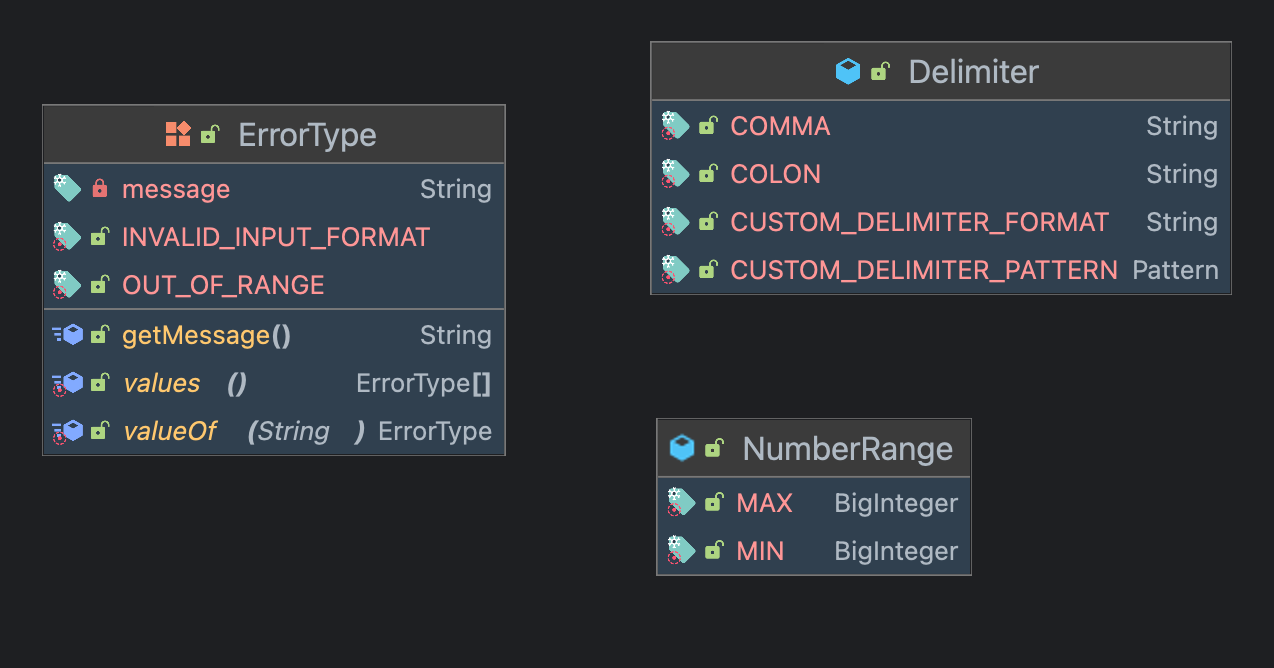 ErrorType
message String
INVALID_INPUT_FORMAT
OUT_OF_RANGE
getMessage() String
values () ErrorType[]
valueOf (String ) ErrorType
Delimiter
COMMA String
COLON String
CUSTOM_DELIMITER_FORMAT String
CUSTOM_DELIMITER_PATTERN Pattern
NumberRange
MAX BigInteger
MIN BigInteger